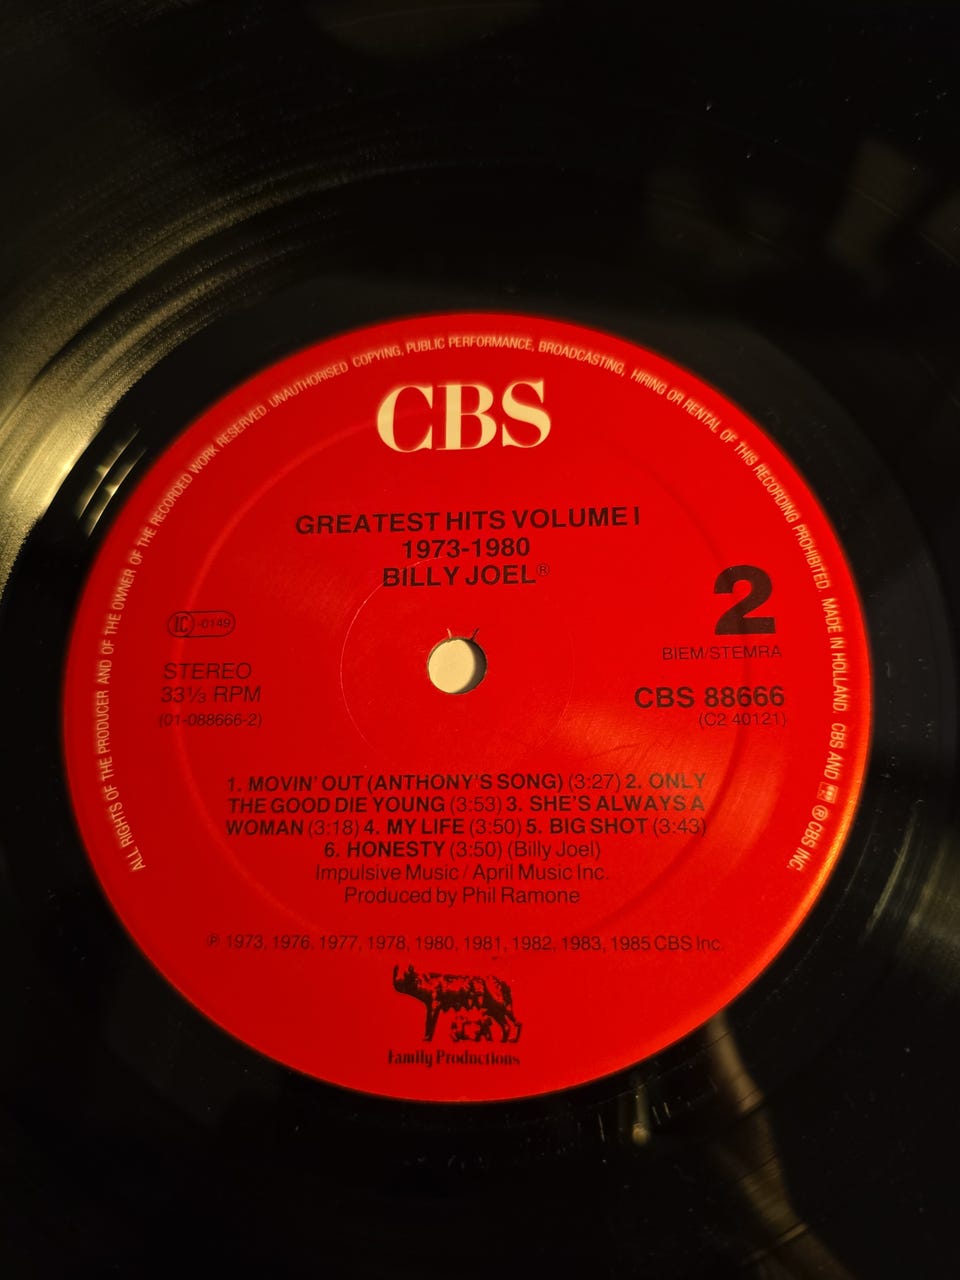 ALL RIGHTS OF THE PRODUCER AND OF THE OWNER OF THE RECORDED WORK RESERVED. UNAUTHORISED COPYING, PUBLIC PERFORMANCE, BROADCASTING, HIRING OR RENTAL OF THIS RECORDING PROHIBITED. MADE IN HOLLAND. CBS AND ® CBS INC.
CBS
GREATEST HITS VOLUME I
1973-1980
BILLY JOEL®
2
LC -0149
BIEM/STEMRA
STEREO
33⅓ RPM
CBS 88666
(01-088666-2)
(C2 40121)
1. MOVIN' OUT (ANTHONY'S SONG) (3:27) 2. ONLY
THE GOOD DIE YOUNG (3:53) 3. SHE'S ALWAYS A
WOMAN (3:18) 4. MY LIFE (3:50) 5. BIG SHOT (3:43)
6. HONESTY (3:50) (Billy Joel)
Impulsive Music / April Music Inc.
Produced by Phil Ramone
℗ 1973, 1976, 1977, 1978, 1980, 1981, 1982, 1983, 1985 CBS Inc.
Family Productions